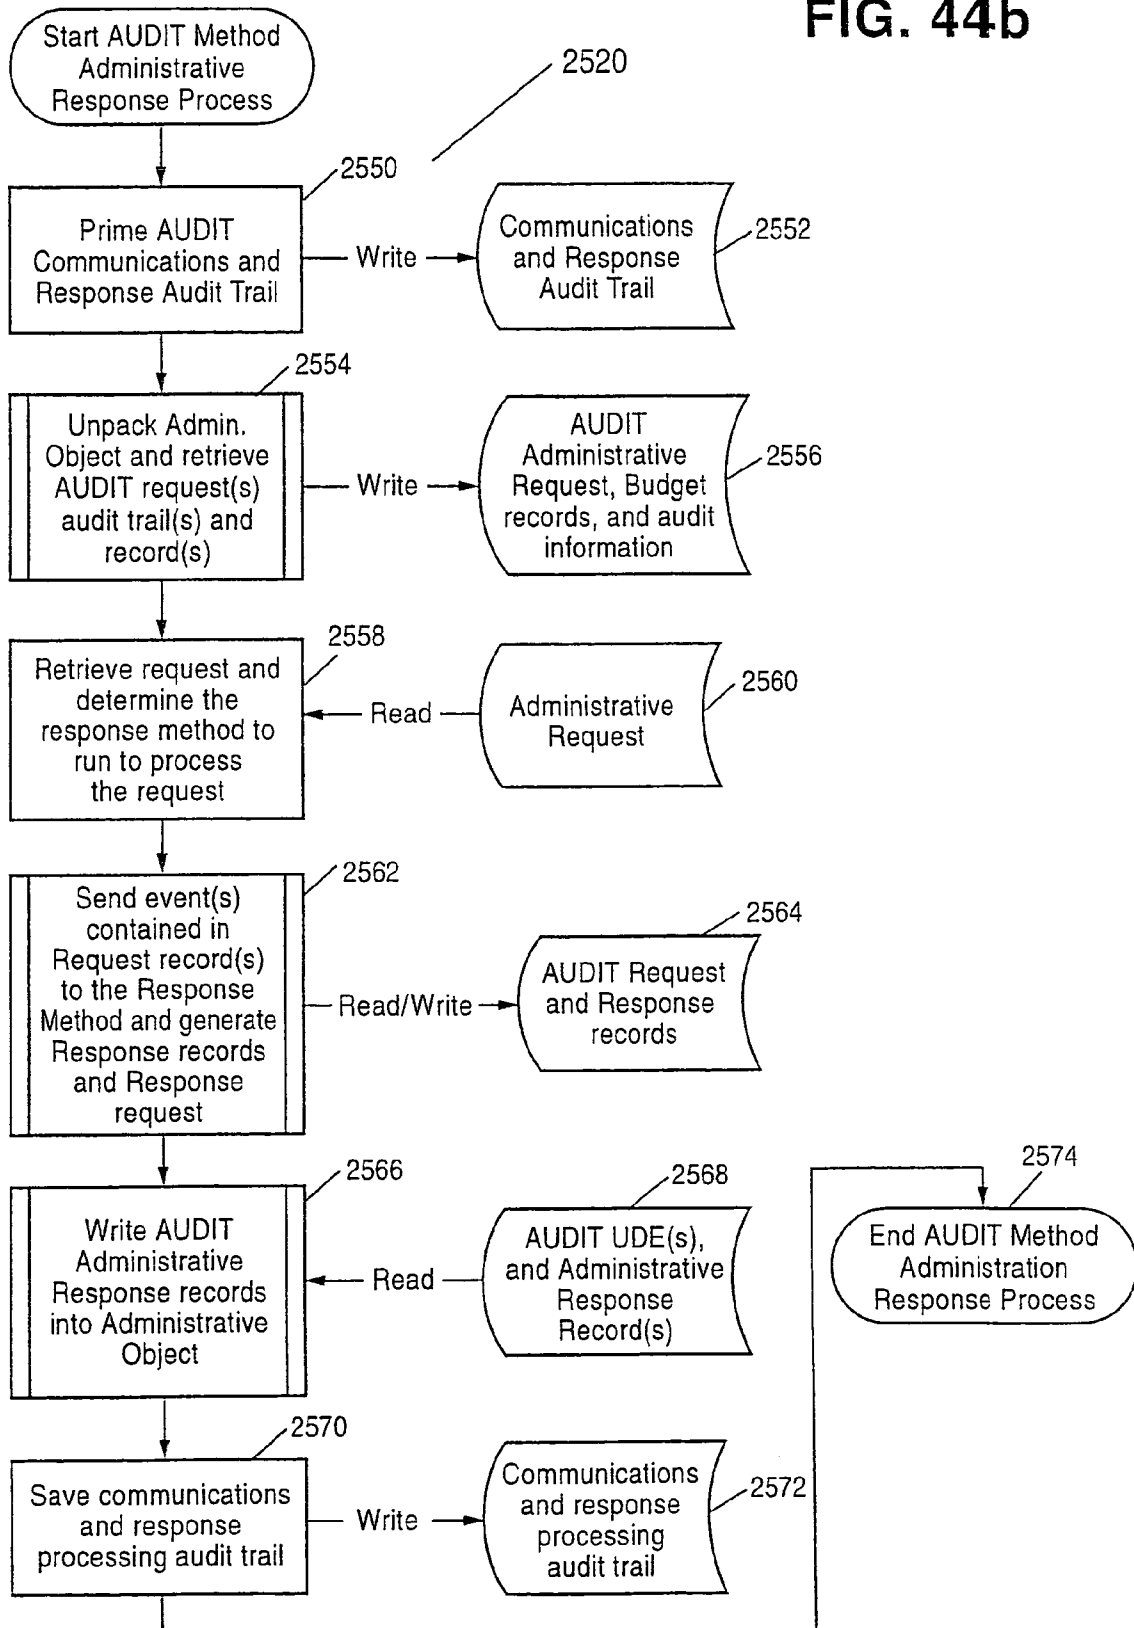 FIG. 44b
Start AUDIT Method
Administrative
Response Process
2520
2550
Prime AUDIT
Communications and
Response Audit Trail
Write
Communications
and Response
Audit Trail
2552
2554
Unpack Admin.
Object and retrieve
AUDIT request(s)
audit trail(s) and
record(s)
Write
AUDIT
Administrative
Request, Budget
records, and audit
information
2556
2558
Retrieve request and
determine the
response method to
run to process
the request
Read
Administrative
Request
2560
2562
Send event(s)
contained in
Request record(s)
to the Response
Method and generate
Response records
and Response
request
Read/Write
2564
AUDIT Request
and Response
records
2566
Write AUDIT
Administrative
Response records
into Administrative
Object
Read
2568
AUDIT UDE(s),
and Administrative
Response
Record(s)
2570
Save communications
and response
processing audit trail
Write
Communications
and response
processing
audit trail
2572
2574
End AUDIT Method
Administration
Response Process